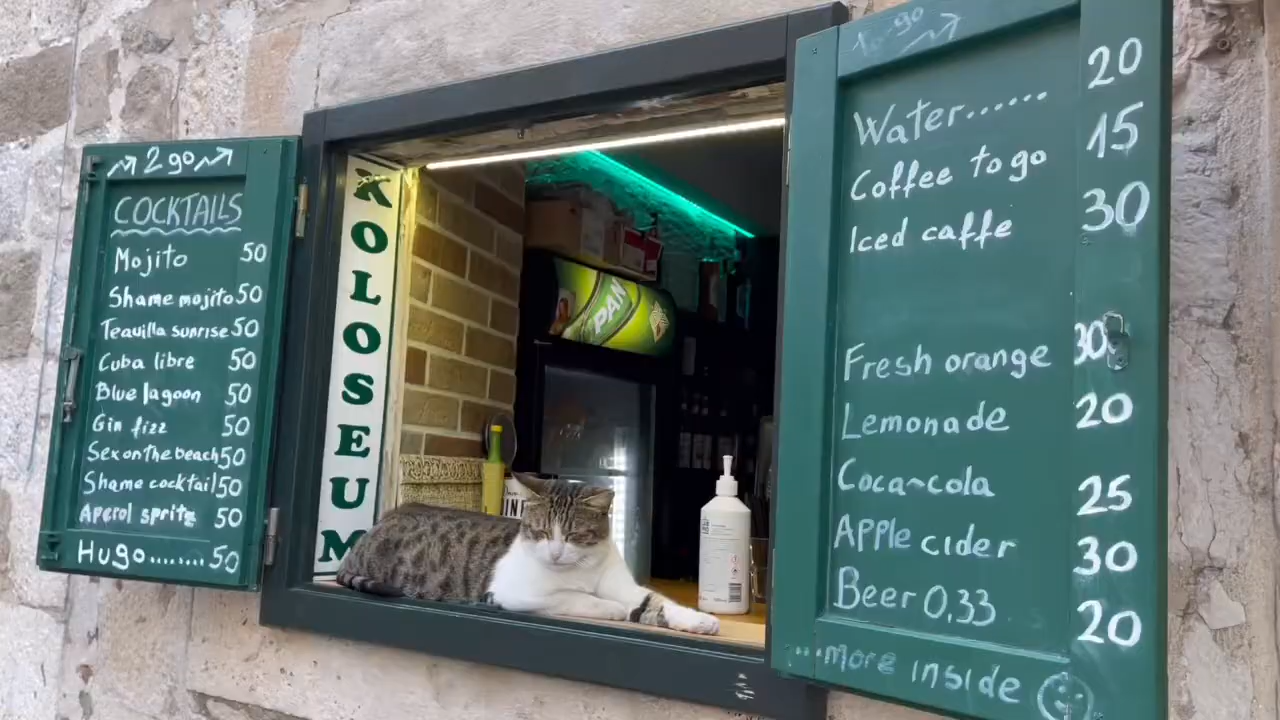 2 go
COCKTAILS
Mojito 50
Shame mojito 50
Teauilla sunrise 50
Cuba libre 50
Blue lagoon 50
Gin fizz 50
Sex on the beach 50
Shame cocktail 50
Aperol spritz 50
Hugo....... 50
KOLOSEUM
PAN
to go
Water...... 20
Coffee to go 15
Iced caffe 30
Fresh orange 30
Lemonade 20
Coca-cola 25
Apple cider 30
Beer 0,33 20
...more inside